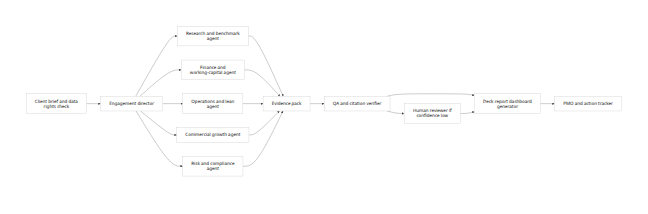 Research and benchmark
agent
Finance and
working-capital agent
Client brief and data
rights check
Engagement director
Operations and lean
agent
Evidence pack
QA and citation verifier
Human reviewer if
confidence low
Deck report dashboard
generator
PMO and action tracker
Commercial growth agent
Risk and compliance
agent